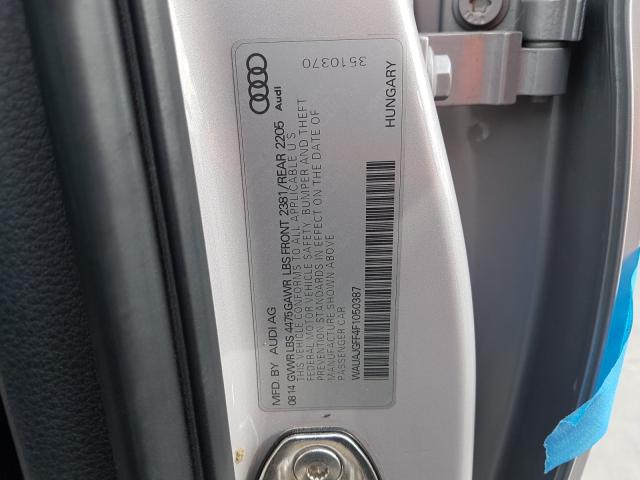 Audi
3510370
HUNGARY
MFD. BY AUDI AG
0814 GVWR LBS 4475 GAWR LBS FRONT 2381/REAR 2205
THIS VEHICLE CONFORMS TO ALL APPLICABLE U S
FEDERAL MOTOR VEHICLE SAFETY, BUMPER AND THEFT
PREVENTION STANDARDS IN EFFECT ON THE DATE OF
MANUFACTURE SHOWN ABOVE
PASSENGER CAR
WAUAJGFF4F1050387